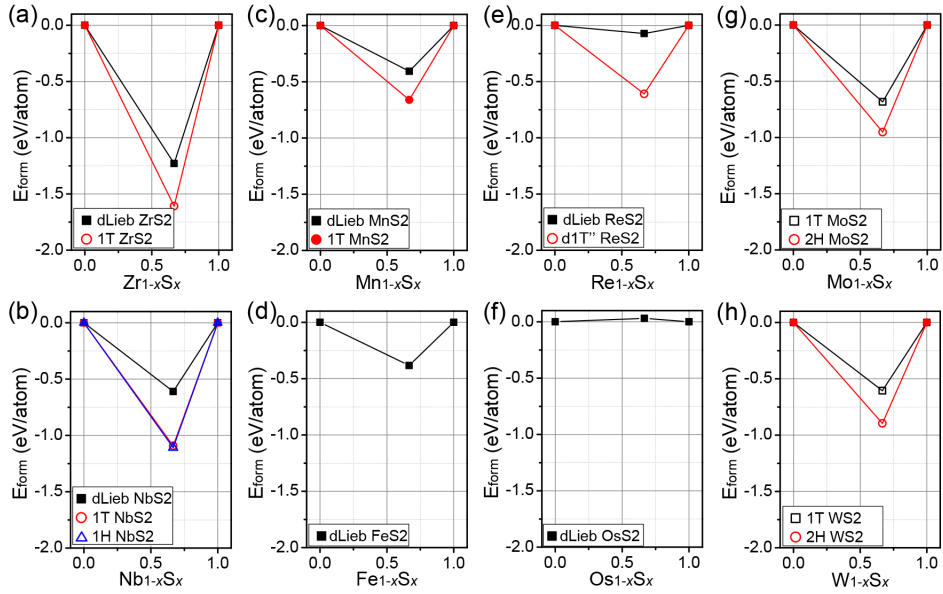 (a)
0.0
-0.5
-1.0
-1.5
-2.0
Eform (eV/atom)
dLieb ZrS2
1T ZrS2
0.0 0.5 1.0
Zr1-xSx
(c)
0.0
-0.5
-1.0
-1.5
-2.0
Eform (eV/atom)
dLieb MnS2
1T MnS2
0.0 0.5 1.0
Mn1-xSx
(e)
0.0
-0.5
-1.0
-1.5
-2.0
Eform (eV/atom)
dLieb ReS2
d1T'' ReS2
0.0 0.5 1.0
Re1-xSx
(g)
0.0
-0.5
-1.0
-1.5
-2.0
Eform (eV/atom)
1T MoS2
2H MoS2
0.0 0.5 1.0
Mo1-xSx
(b)
0.0
-0.5
-1.0
-1.5
-2.0
Eform (eV/atom)
dLieb NbS2
1T NbS2
1H NbS2
0.0 0.5 1.0
Nb1-xSx
(d)
0.0
-0.5
-1.0
-1.5
-2.0
Eform (eV/atom)
dLieb FeS2
0.0 0.5 1.0
Fe1-xSx
(f)
0.0
-0.5
-1.0
-1.5
-2.0
Eform (eV/atom)
dLieb OsS2
0.0 0.5 1.0
Os1-xSx
(h)
0.0
-0.5
-1.0
-1.5
-2.0
Eform (eV/atom)
1T WS2
2H WS2
0.0 0.5 1.0
W1-xSx